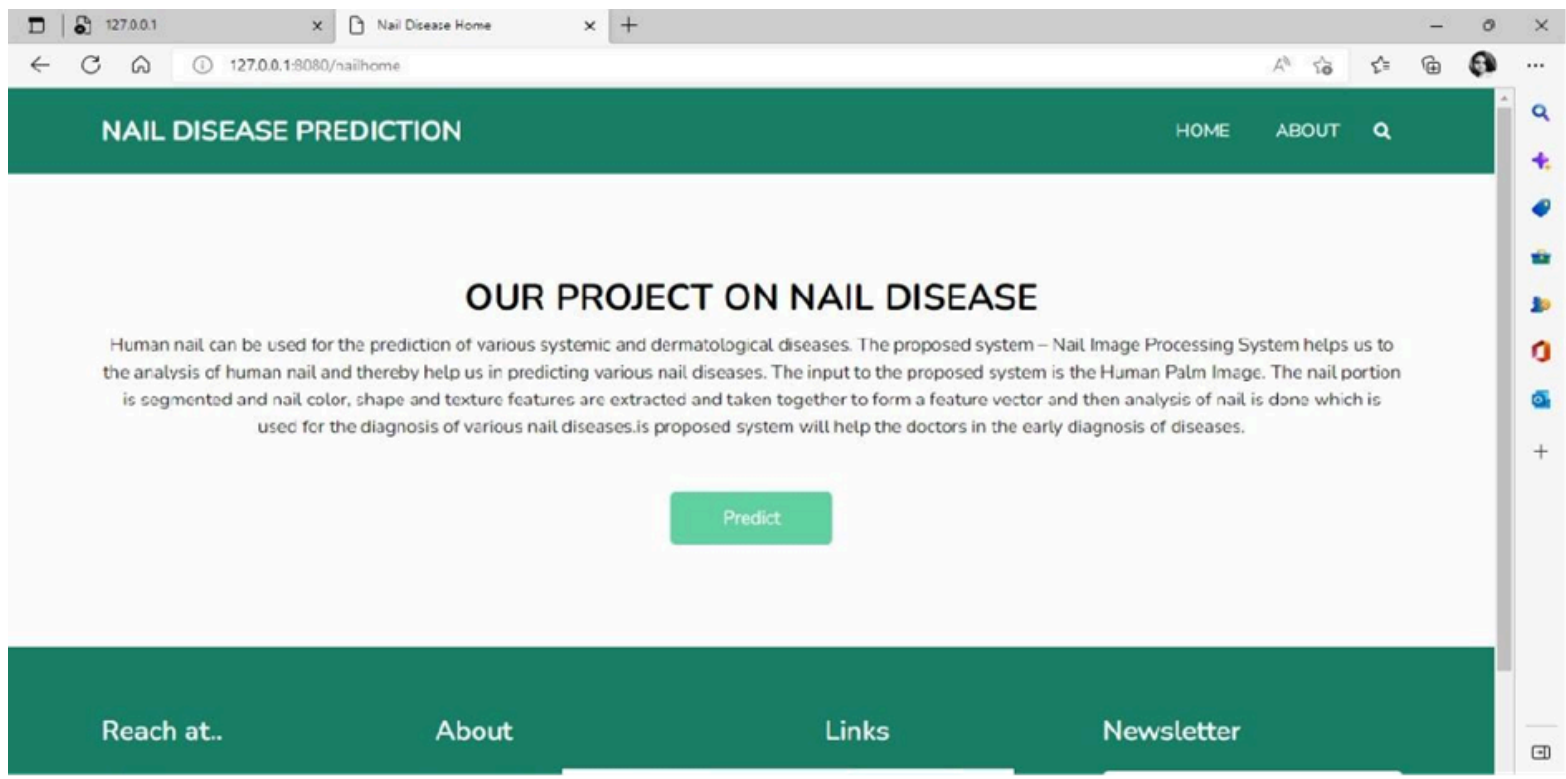 127.0.0.1
Nail Disease Home
127.0.0.1:8080/nailhome
NAIL DISEASE PREDICTION
HOME
ABOUT
OUR PROJECT ON NAIL DISEASE
Human nail can be used for the prediction of various systemic and dermatological diseases. The proposed system – Nail Image Processing System helps us to
the analysis of human nail and thereby help us in predicting various nail diseases. The input to the proposed system is the Human Palm Image. The nail portion
is segmented and nail color, shape and texture features are extracted and taken together to form a feature vector and then analysis of nail is done which is
used for the diagnosis of various nail diseases.is proposed system will help the doctors in the early diagnosis of diseases.
Predict
Reach at..
About
Links
Newsletter